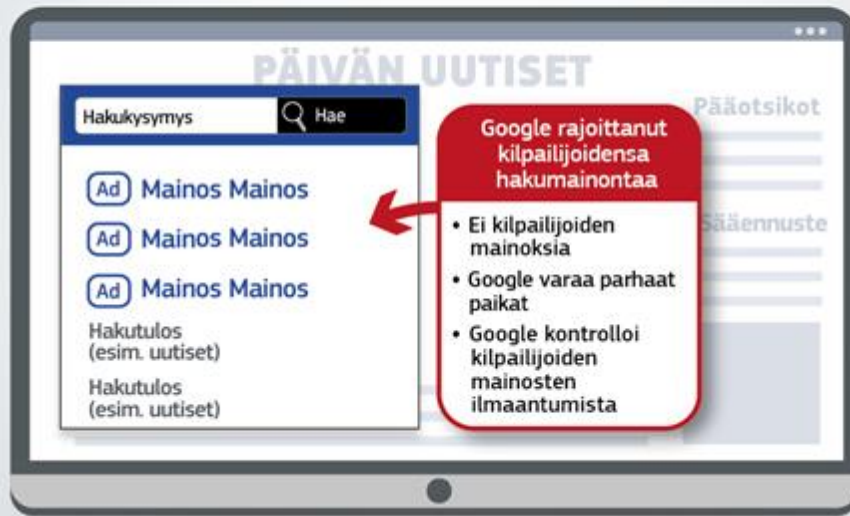 PÄIVÄN UUTISET
Pääotsikot
Sääennuste
Hakukysymys
Hae
Ad Mainos Mainos
Ad Mainos Mainos
Ad Mainos Mainos
Hakutulos
(esim. uutiset)
Hakutulos
(esim. uutiset)
Google rajoittanut
kilpailijoidensa
hakumainontaa
• Ei kilpailijoiden
mainoksia
• Google varaa parhaat
paikat
• Google kontrolloi
kilpailijoiden
mainosten
ilmaantumista